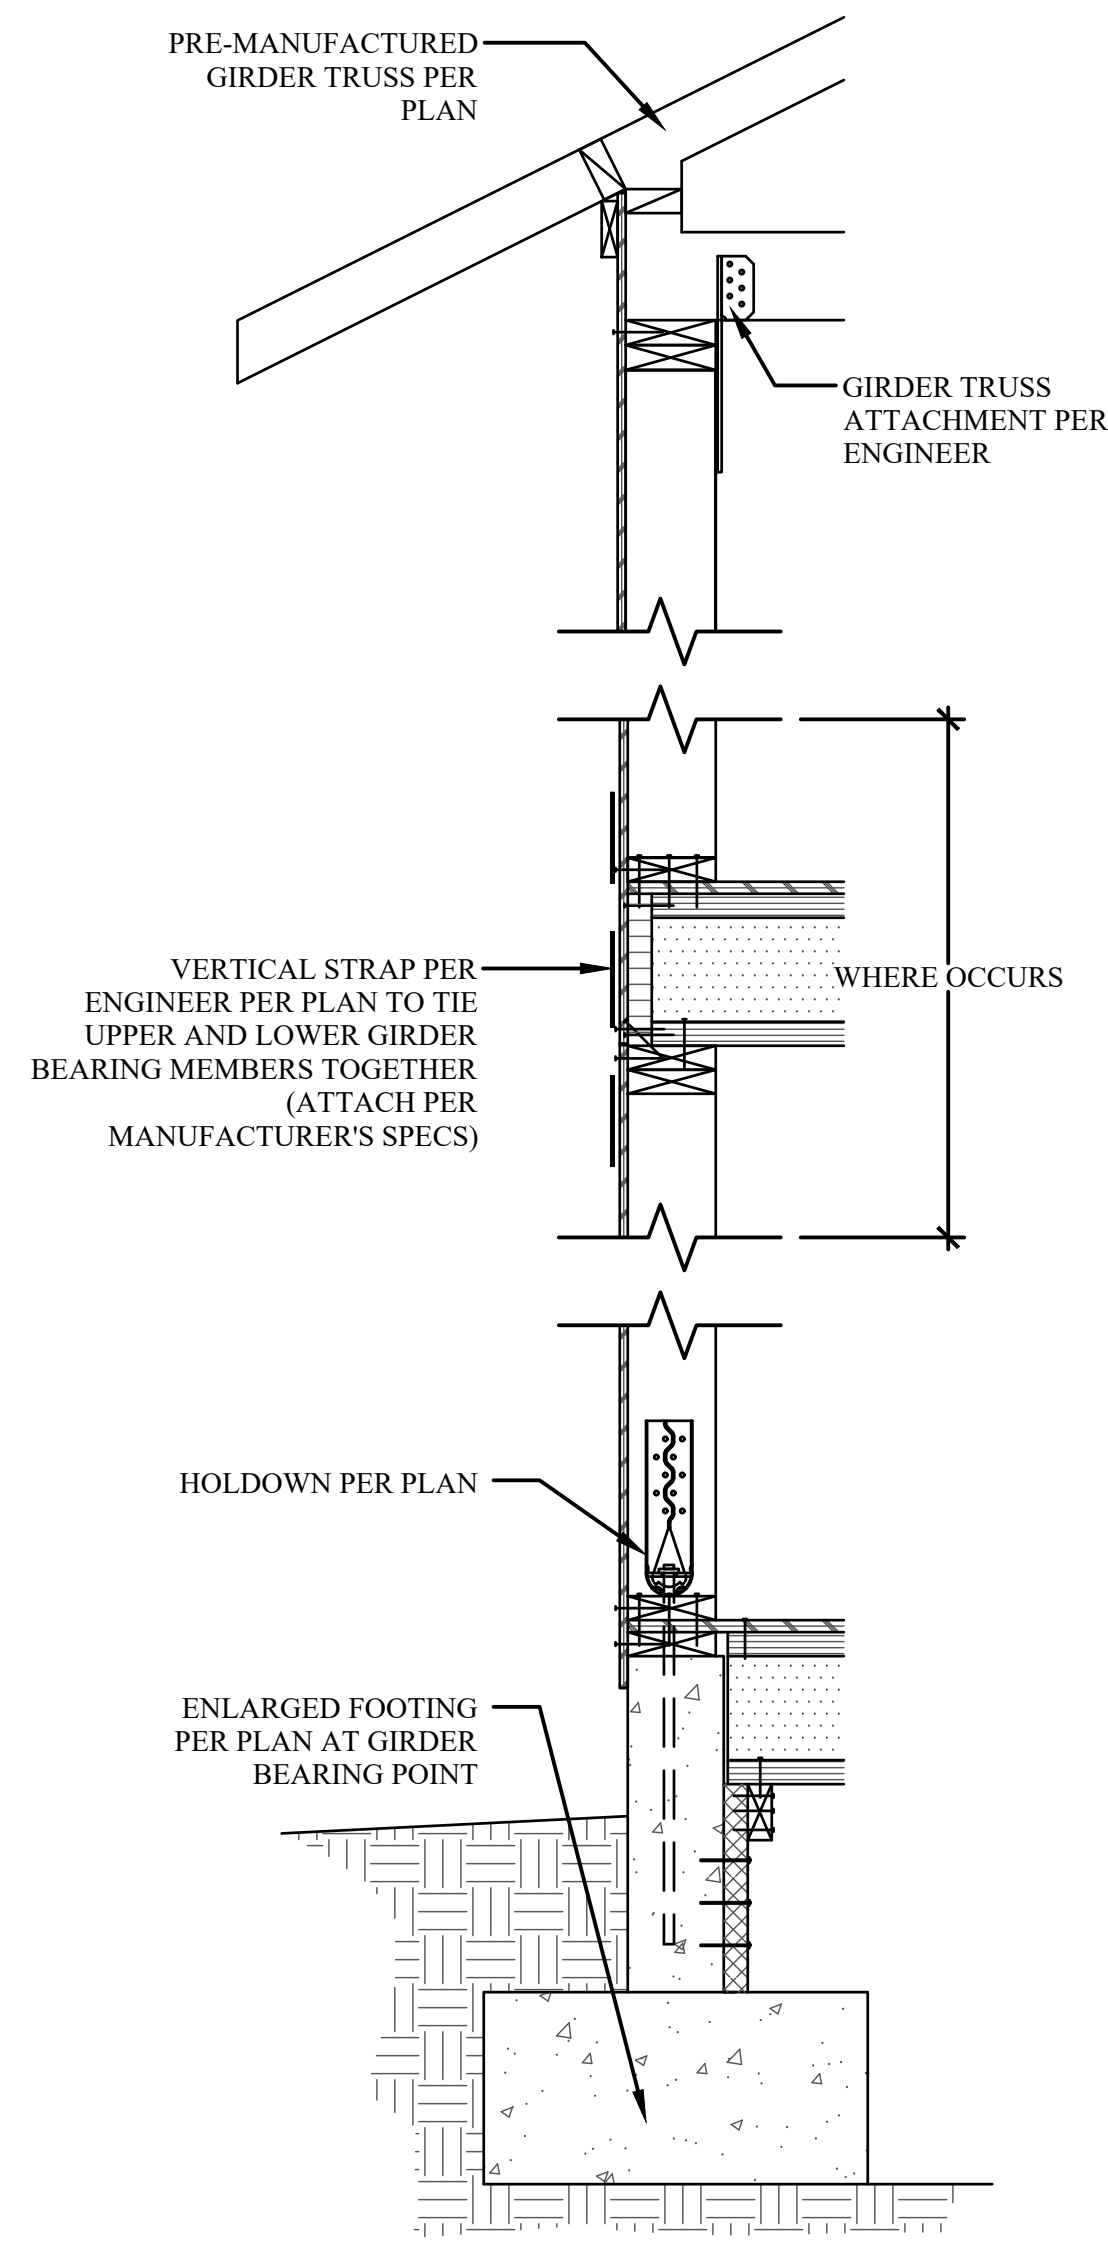 PRE-MANUFACTURED
GIRDER TRUSS PER
PLAN
GIRDER TRUSS
ATTACHMENT PER
ENGINEER
VERTICAL STRAP PER
ENGINEER PER PLAN TO TIE
UPPER AND LOWER GIRDER
BEARING MEMBERS TOGETHER
(ATTACH PER
MANUFACTURER'S SPECS)
WHERE OCCURS
HOLDOWN PER PLAN
ENLARGED FOOTING
PER PLAN AT GIRDER
BEARING POINT